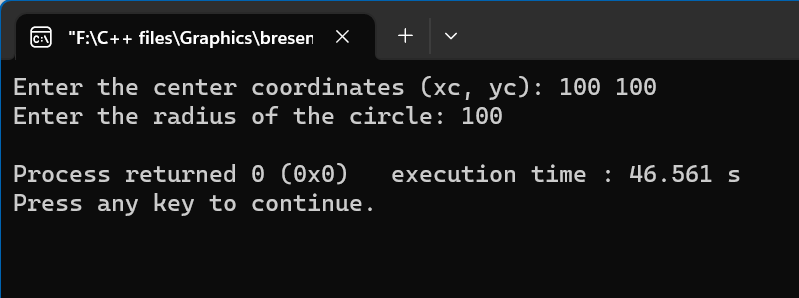 "F:\C++ files\Graphics\bresen
Enter the center coordinates (xc, yc): 100 100
Enter the radius of the circle: 100
Process returned 0 (0x0)   execution time : 46.561 s
Press any key to continue.